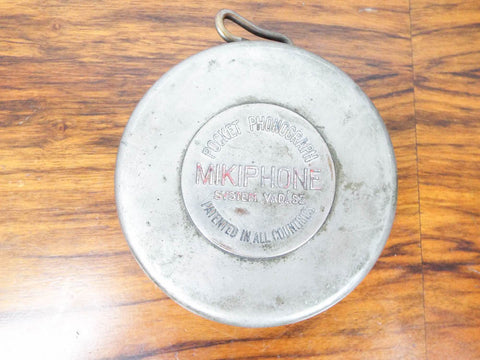 POCKET PHONOGRAPH.
MIKIPHONE
SYSTEM VADASZ
PATENTED IN ALL COUNTRIES